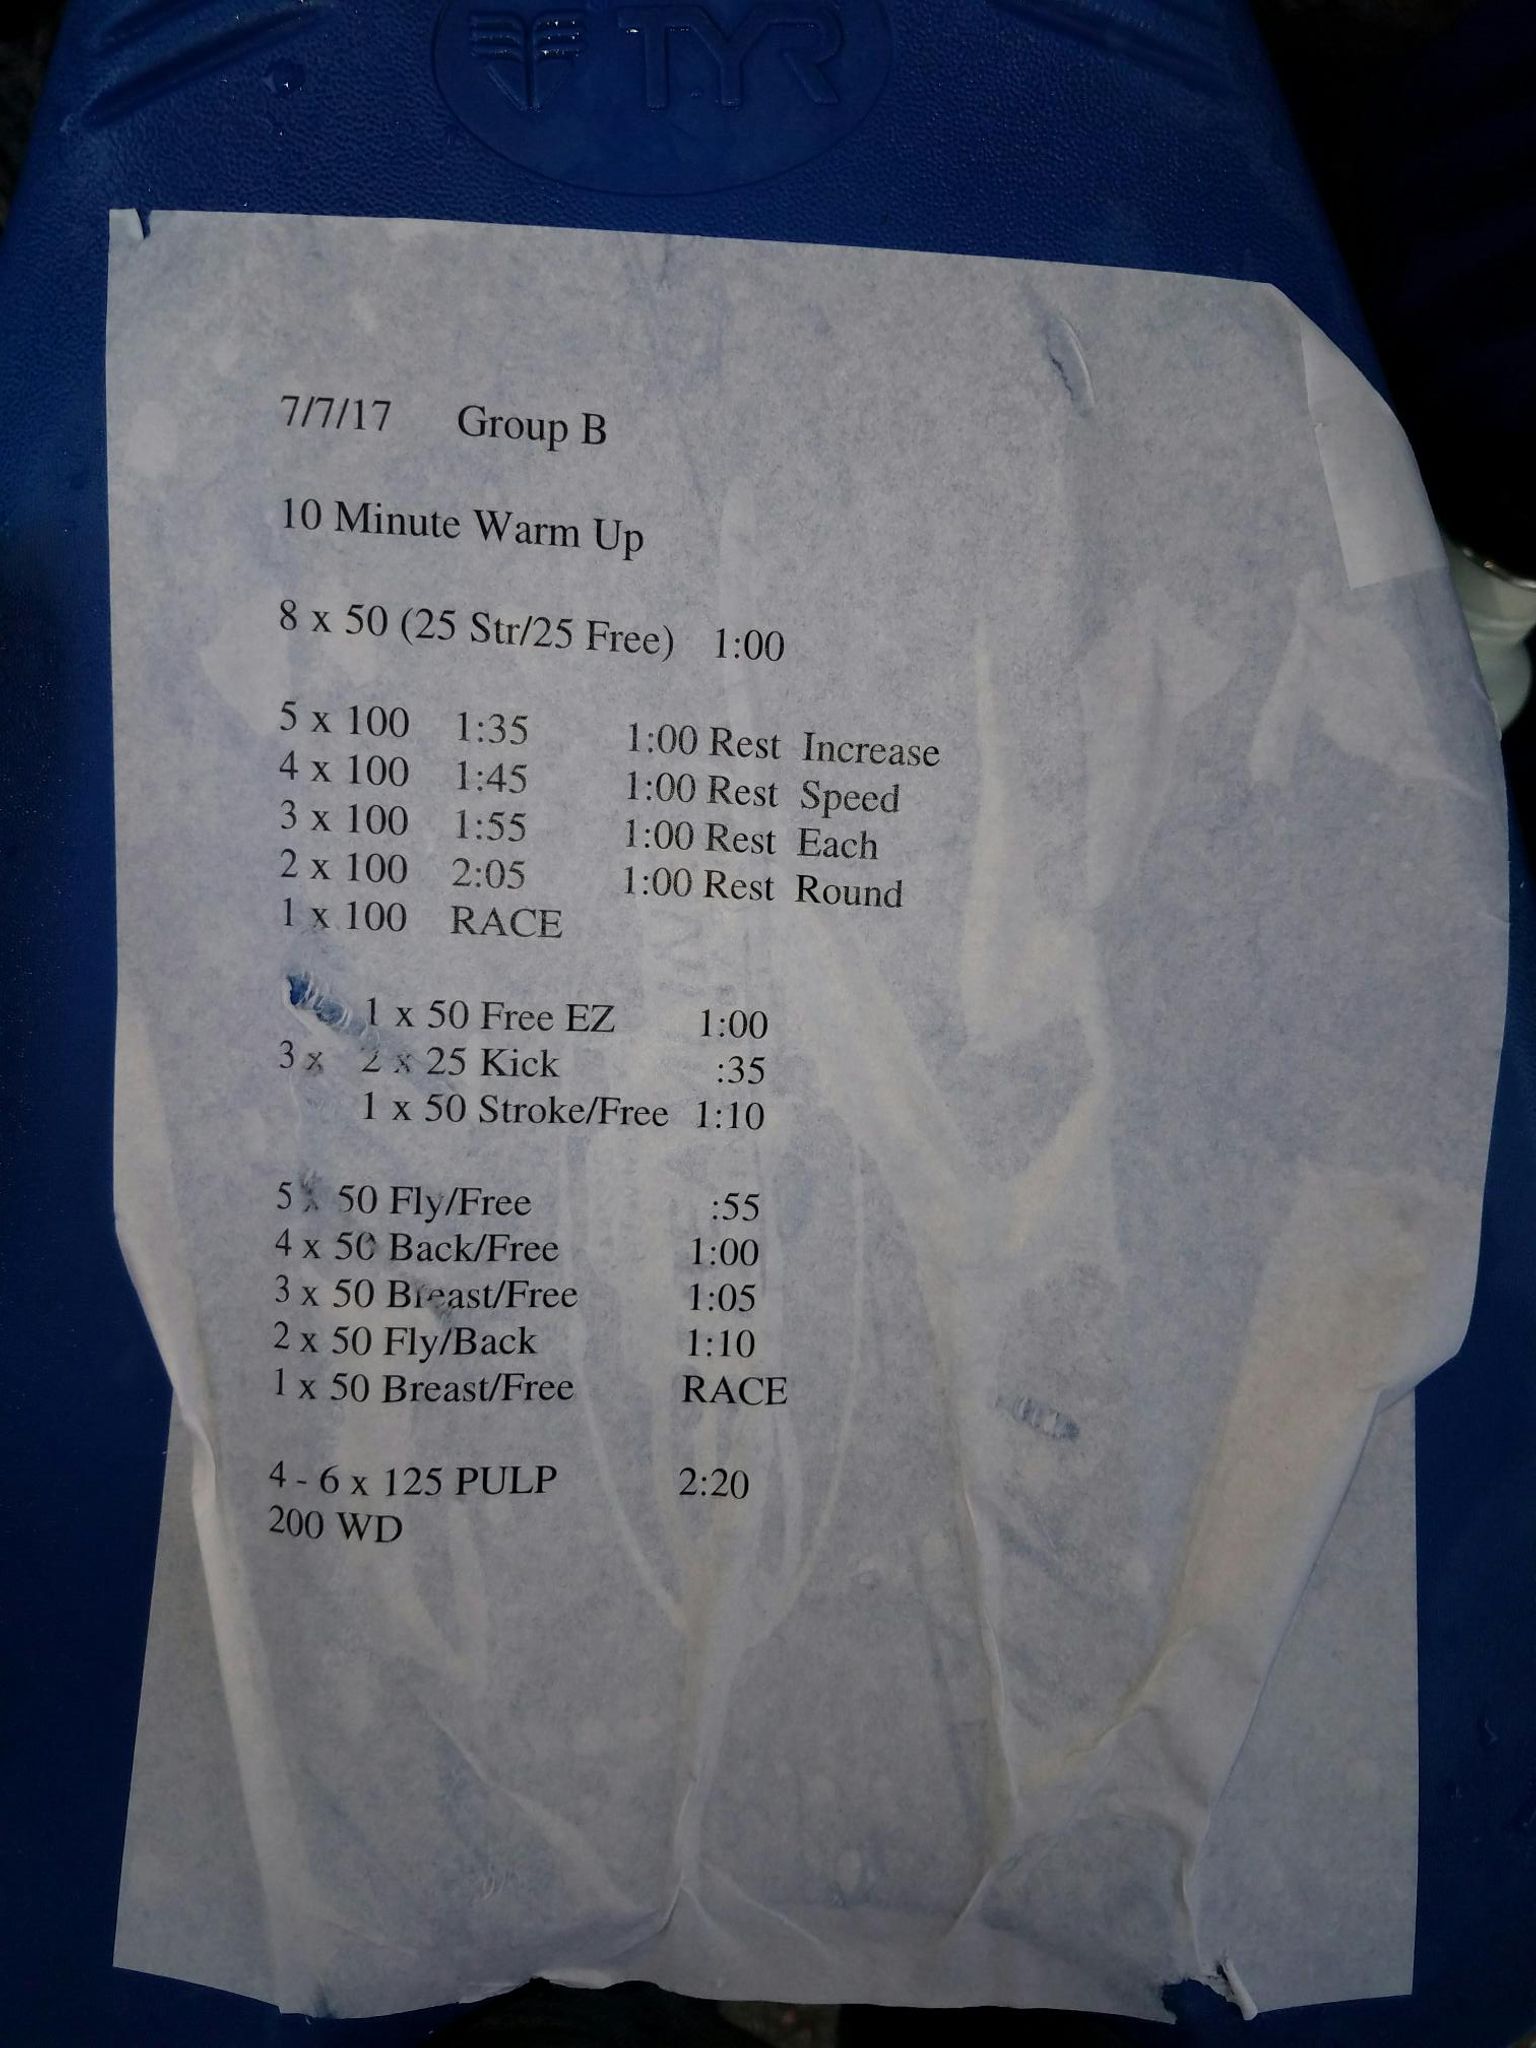 TYR
7/7/17 Group B
10 Minute Warm Up
8 x 50 (25 Str/25 Free) 1:00
5 x 100 1:35 1:00 Rest Increase
4 x 100 1:45 1:00 Rest Speed
3 x 100 1:55 1:00 Rest Each
2 x 100 2:05 1:00 Rest Round
1 x 100 RACE
1 x 50 Free EZ 1:00
3 x 2 x 25 Kick :35
1 x 50 Stroke/Free 1:10
5 x 50 Fly/Free :55
4 x 50 Back/Free 1:00
3 x 50 Breast/Free 1:05
2 x 50 Fly/Back 1:10
1 x 50 Breast/Free RACE
4 - 6 x 125 PULP 2:20
200 WD